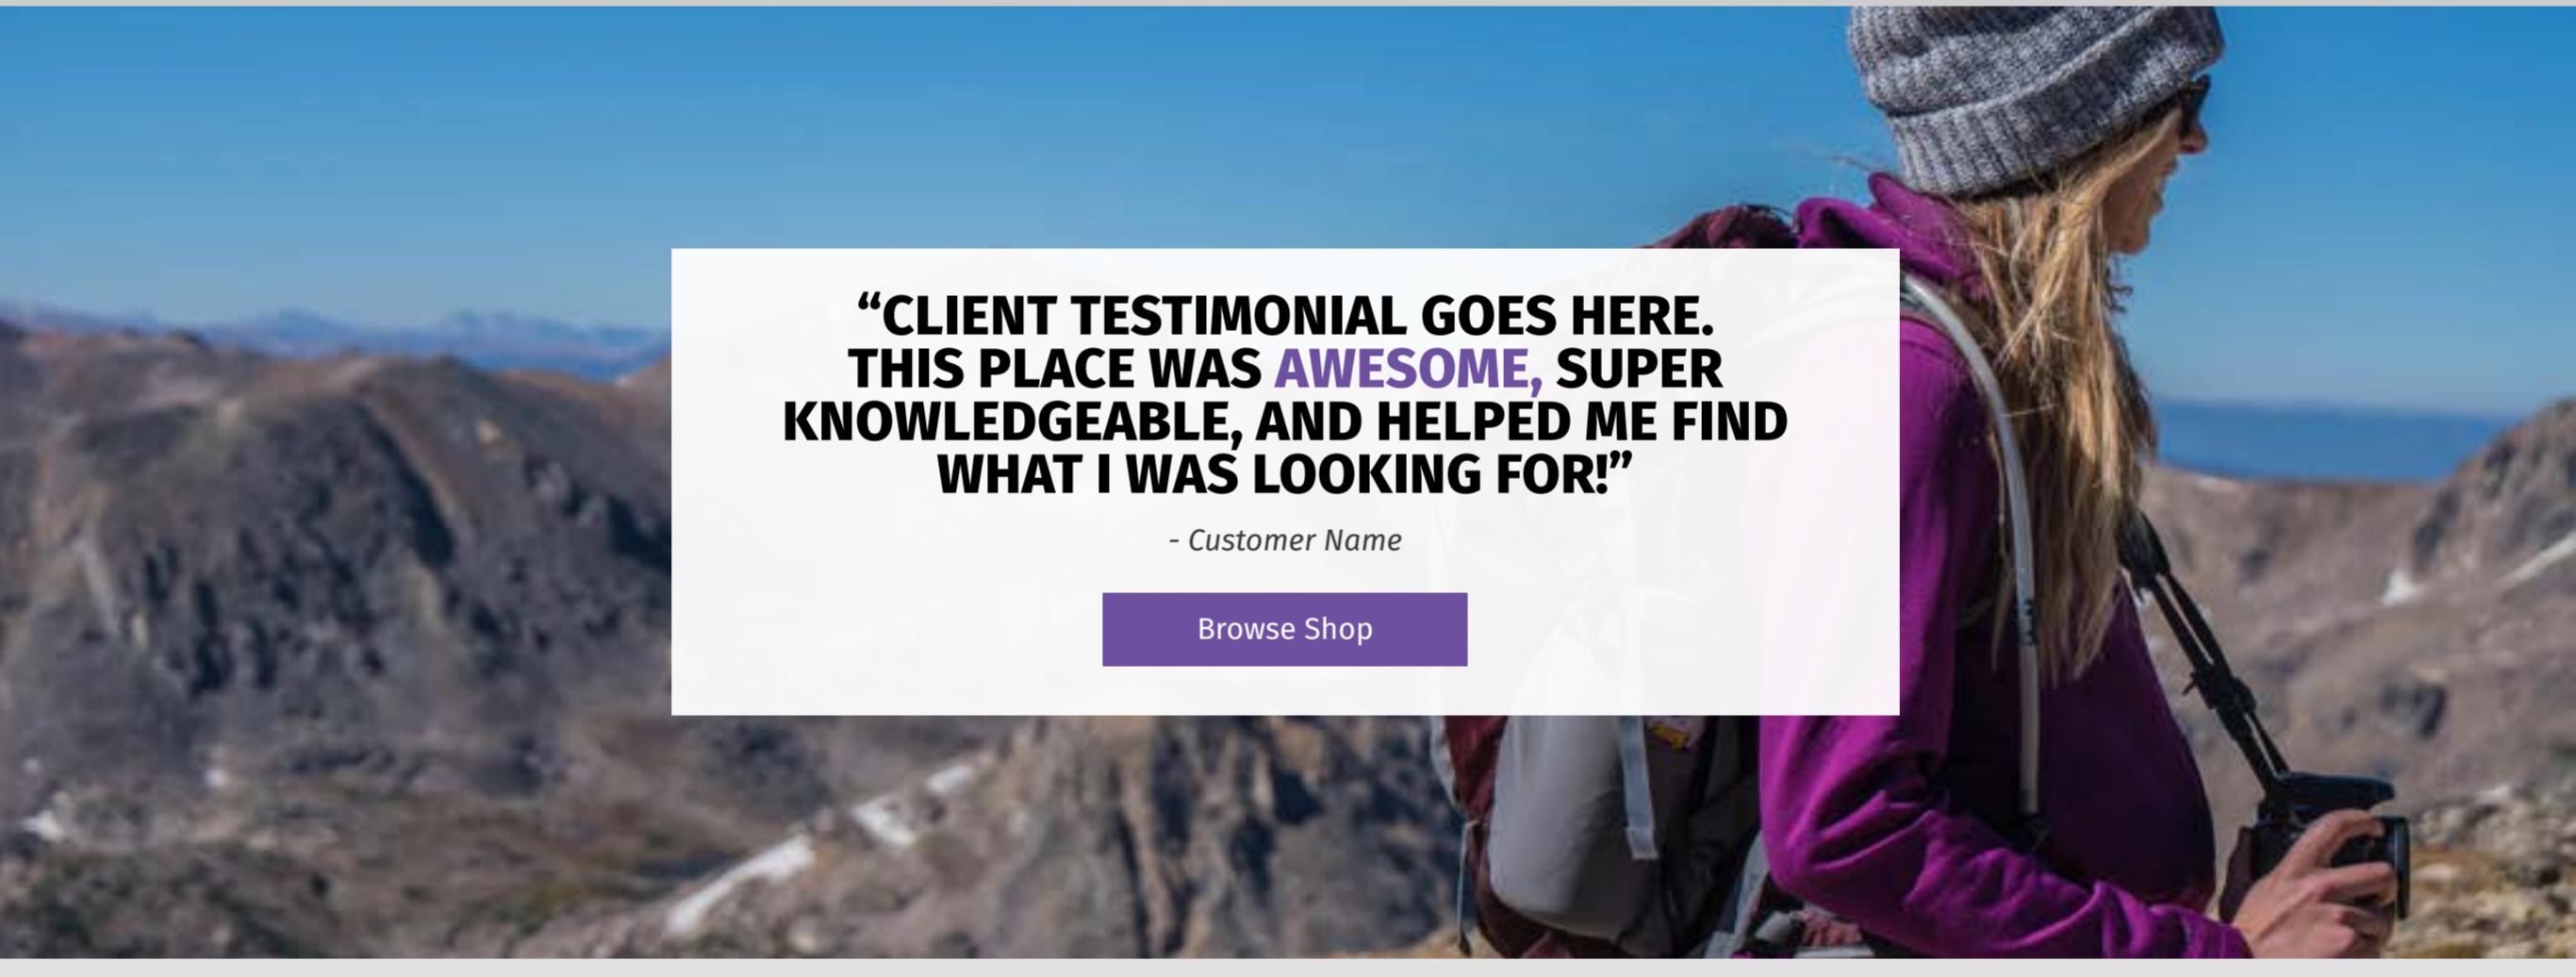 “CLIENT TESTIMONIAL GOES HERE.
THIS PLACE WAS AWESOME, SUPER
KNOWLEDGEABLE, AND HELPED ME FIND
WHAT I WAS LOOKING FOR!”
- Customer Name
Browse Shop